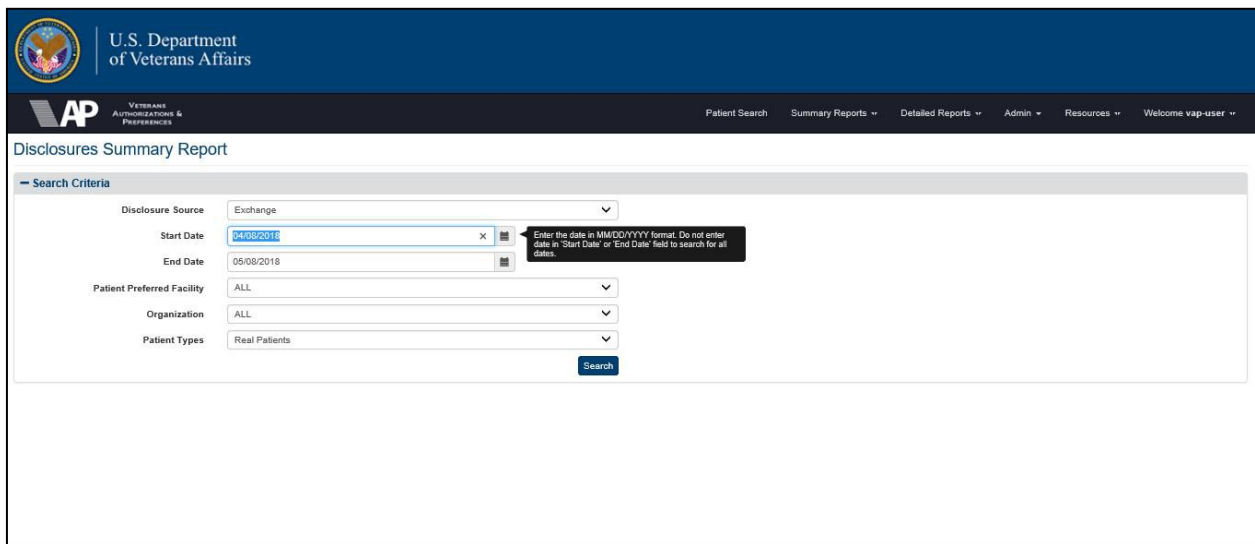 U.S. Department
of Veterans Affairs
VAP
VETERANS
AUTHORIZATIONS &
PREFERENCES
Patient Search Summary Reports Detailed Reports Admin Resources Welcome vap-user
Disclosures Summary Report
Search Criteria
Disclosure Source Exchange
Start Date 04/08/2018
Enter the date in MM/DD/YYYY format. Do not enter
date in 'Start Date' or 'End Date' field to search for all
dates.
End Date 05/08/2018
Patient Preferred Facility ALL
Organization ALL
Patient Types Real Patients
Search